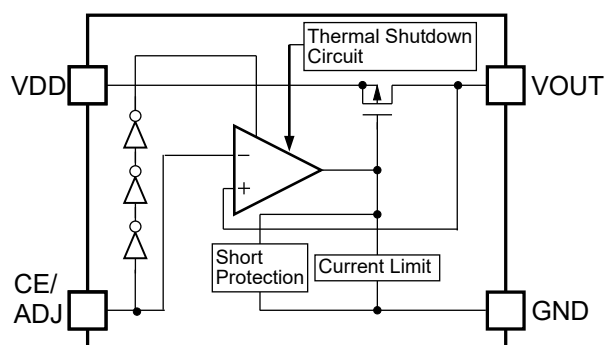 Thermal Shutdown
Circuit
VDD
VOUT
−
+
Short
Protection
Current Limit
CE/
ADJ
GND